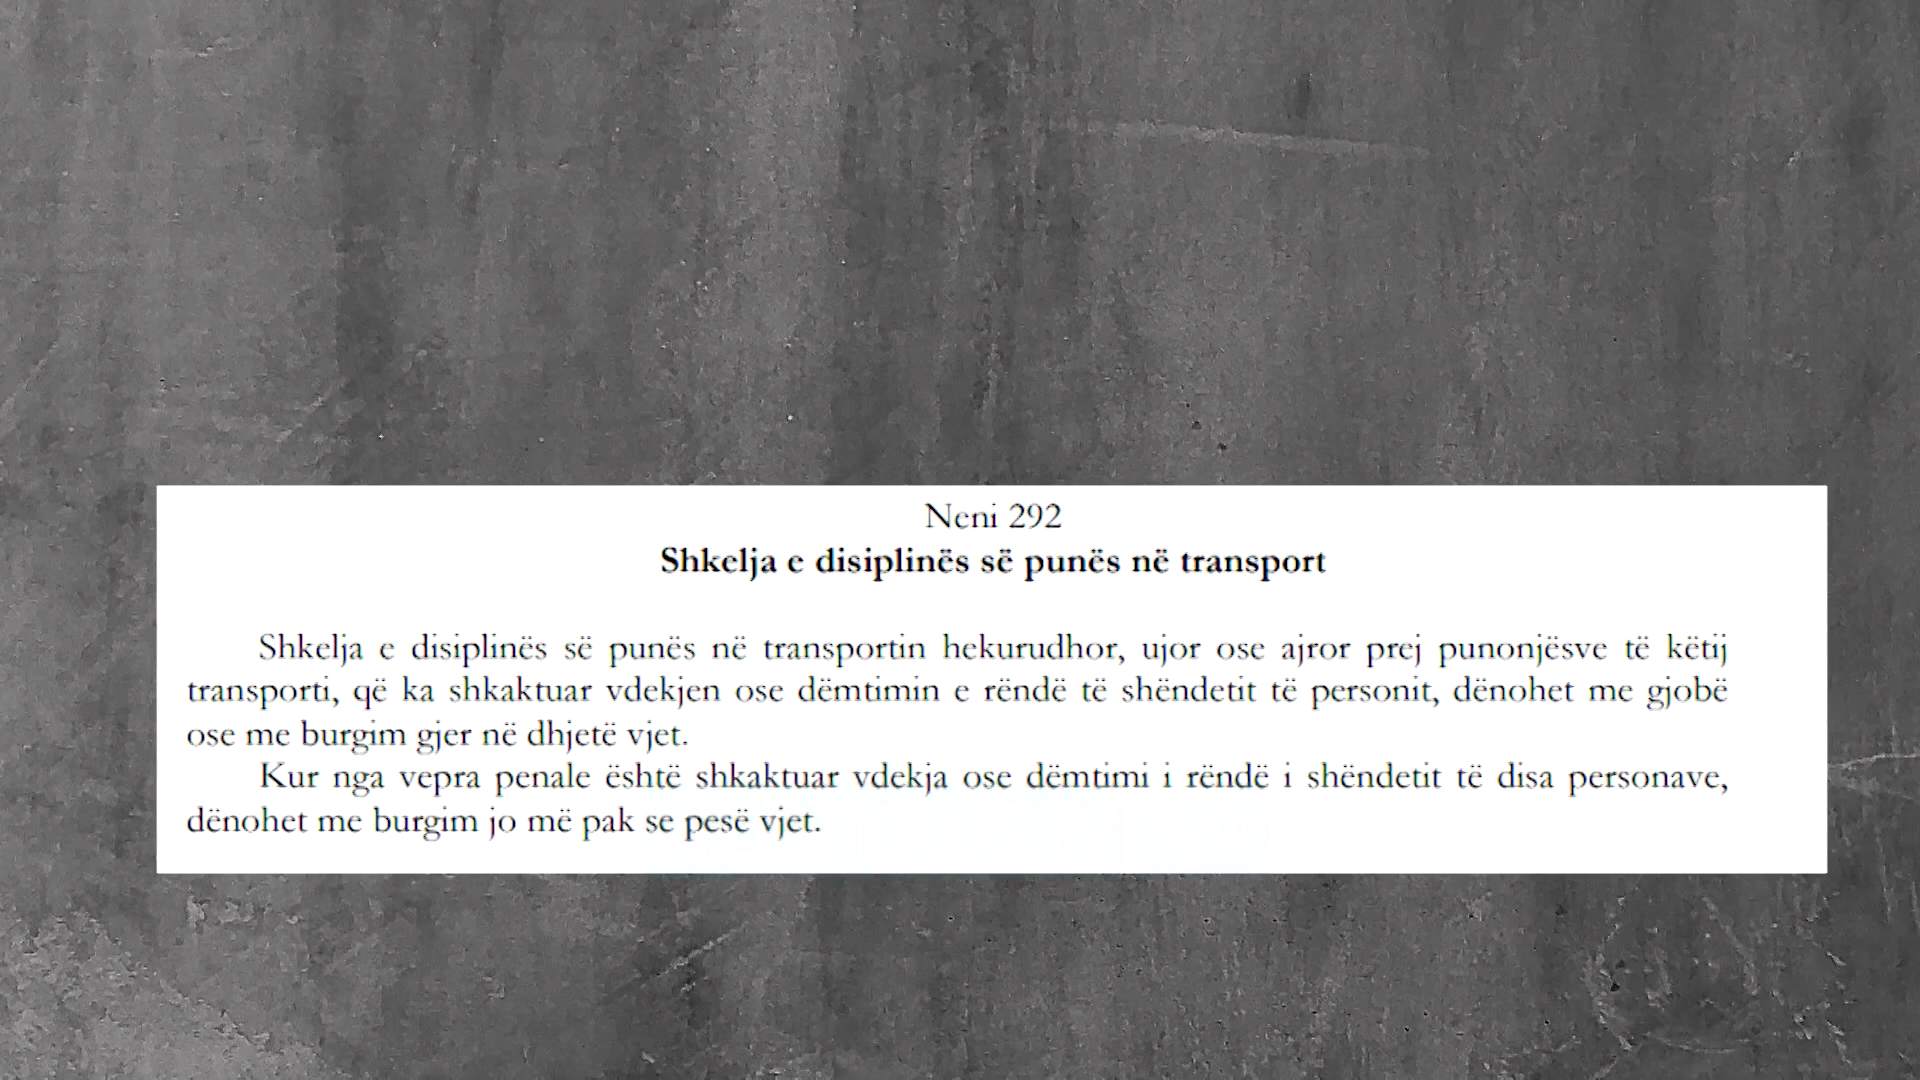 Neni 292
Shkelja e disiplinës së punës në transport
Shkelja e disiplinës së punës në transportin hekurudhor, ujor ose ajror prej punonjësve të këtij
transporti, që ka shkaktuar vdekjen ose dëmtimin e rëndë të shëndetit të personit, dënohet me gjobë
ose me burgim gjer në dhjetë vjet.
Kur nga vepra penale është shkaktuar vdekja ose dëmtimi i rëndë i shëndetit të disa personave,
dënohet me burgim jo më pak se pesë vjet.